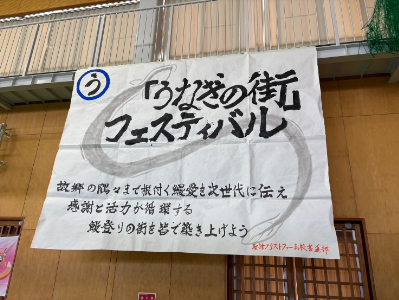 う
「うなぎの街」
フェスティバル
故郷の隅々まで根付く鰻愛を次世代に伝え
感謝と活力が循環する
鰻登りの街を皆で築き上げよう